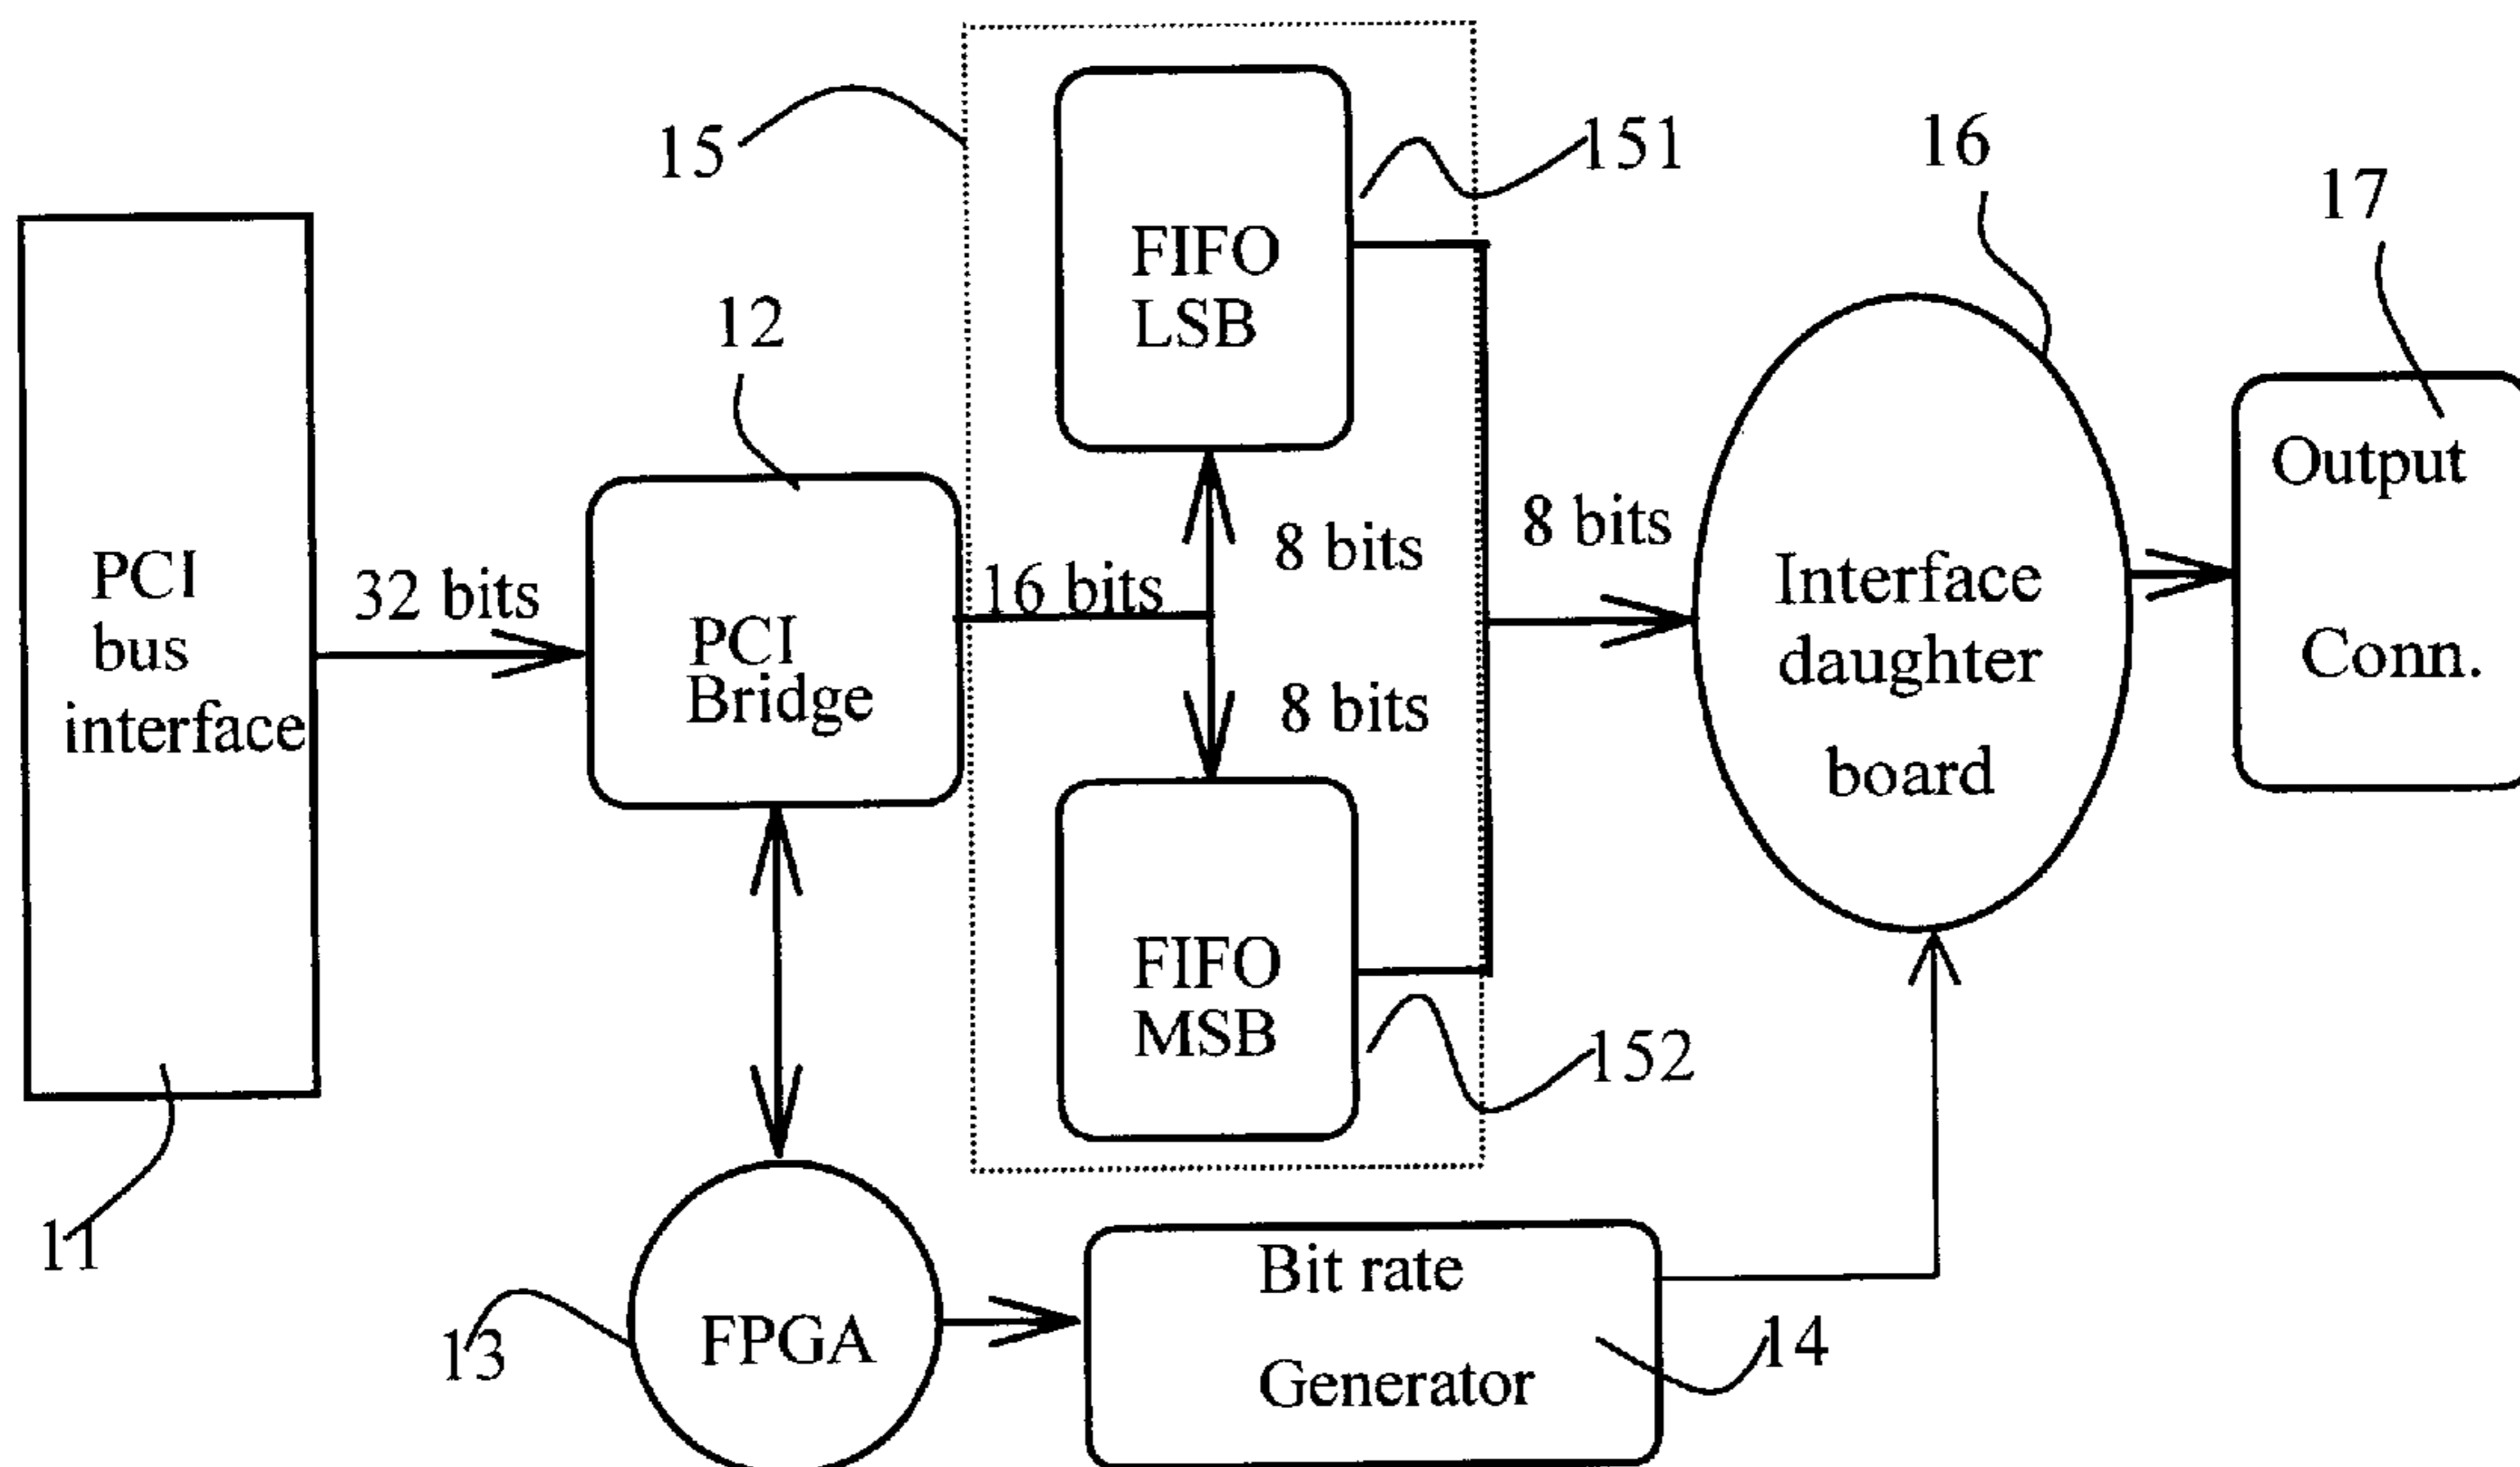 15
151
16
17
12
FIFO
LSB
PCI
bus
interface
32 bits
PCI
Bridge
16 bits
8 bits
8 bits
8 bits
Interface
daughter
board
Output
Conn.
FIFO
MSB
152
11
13
FPGA
Bit rate
Generator
14